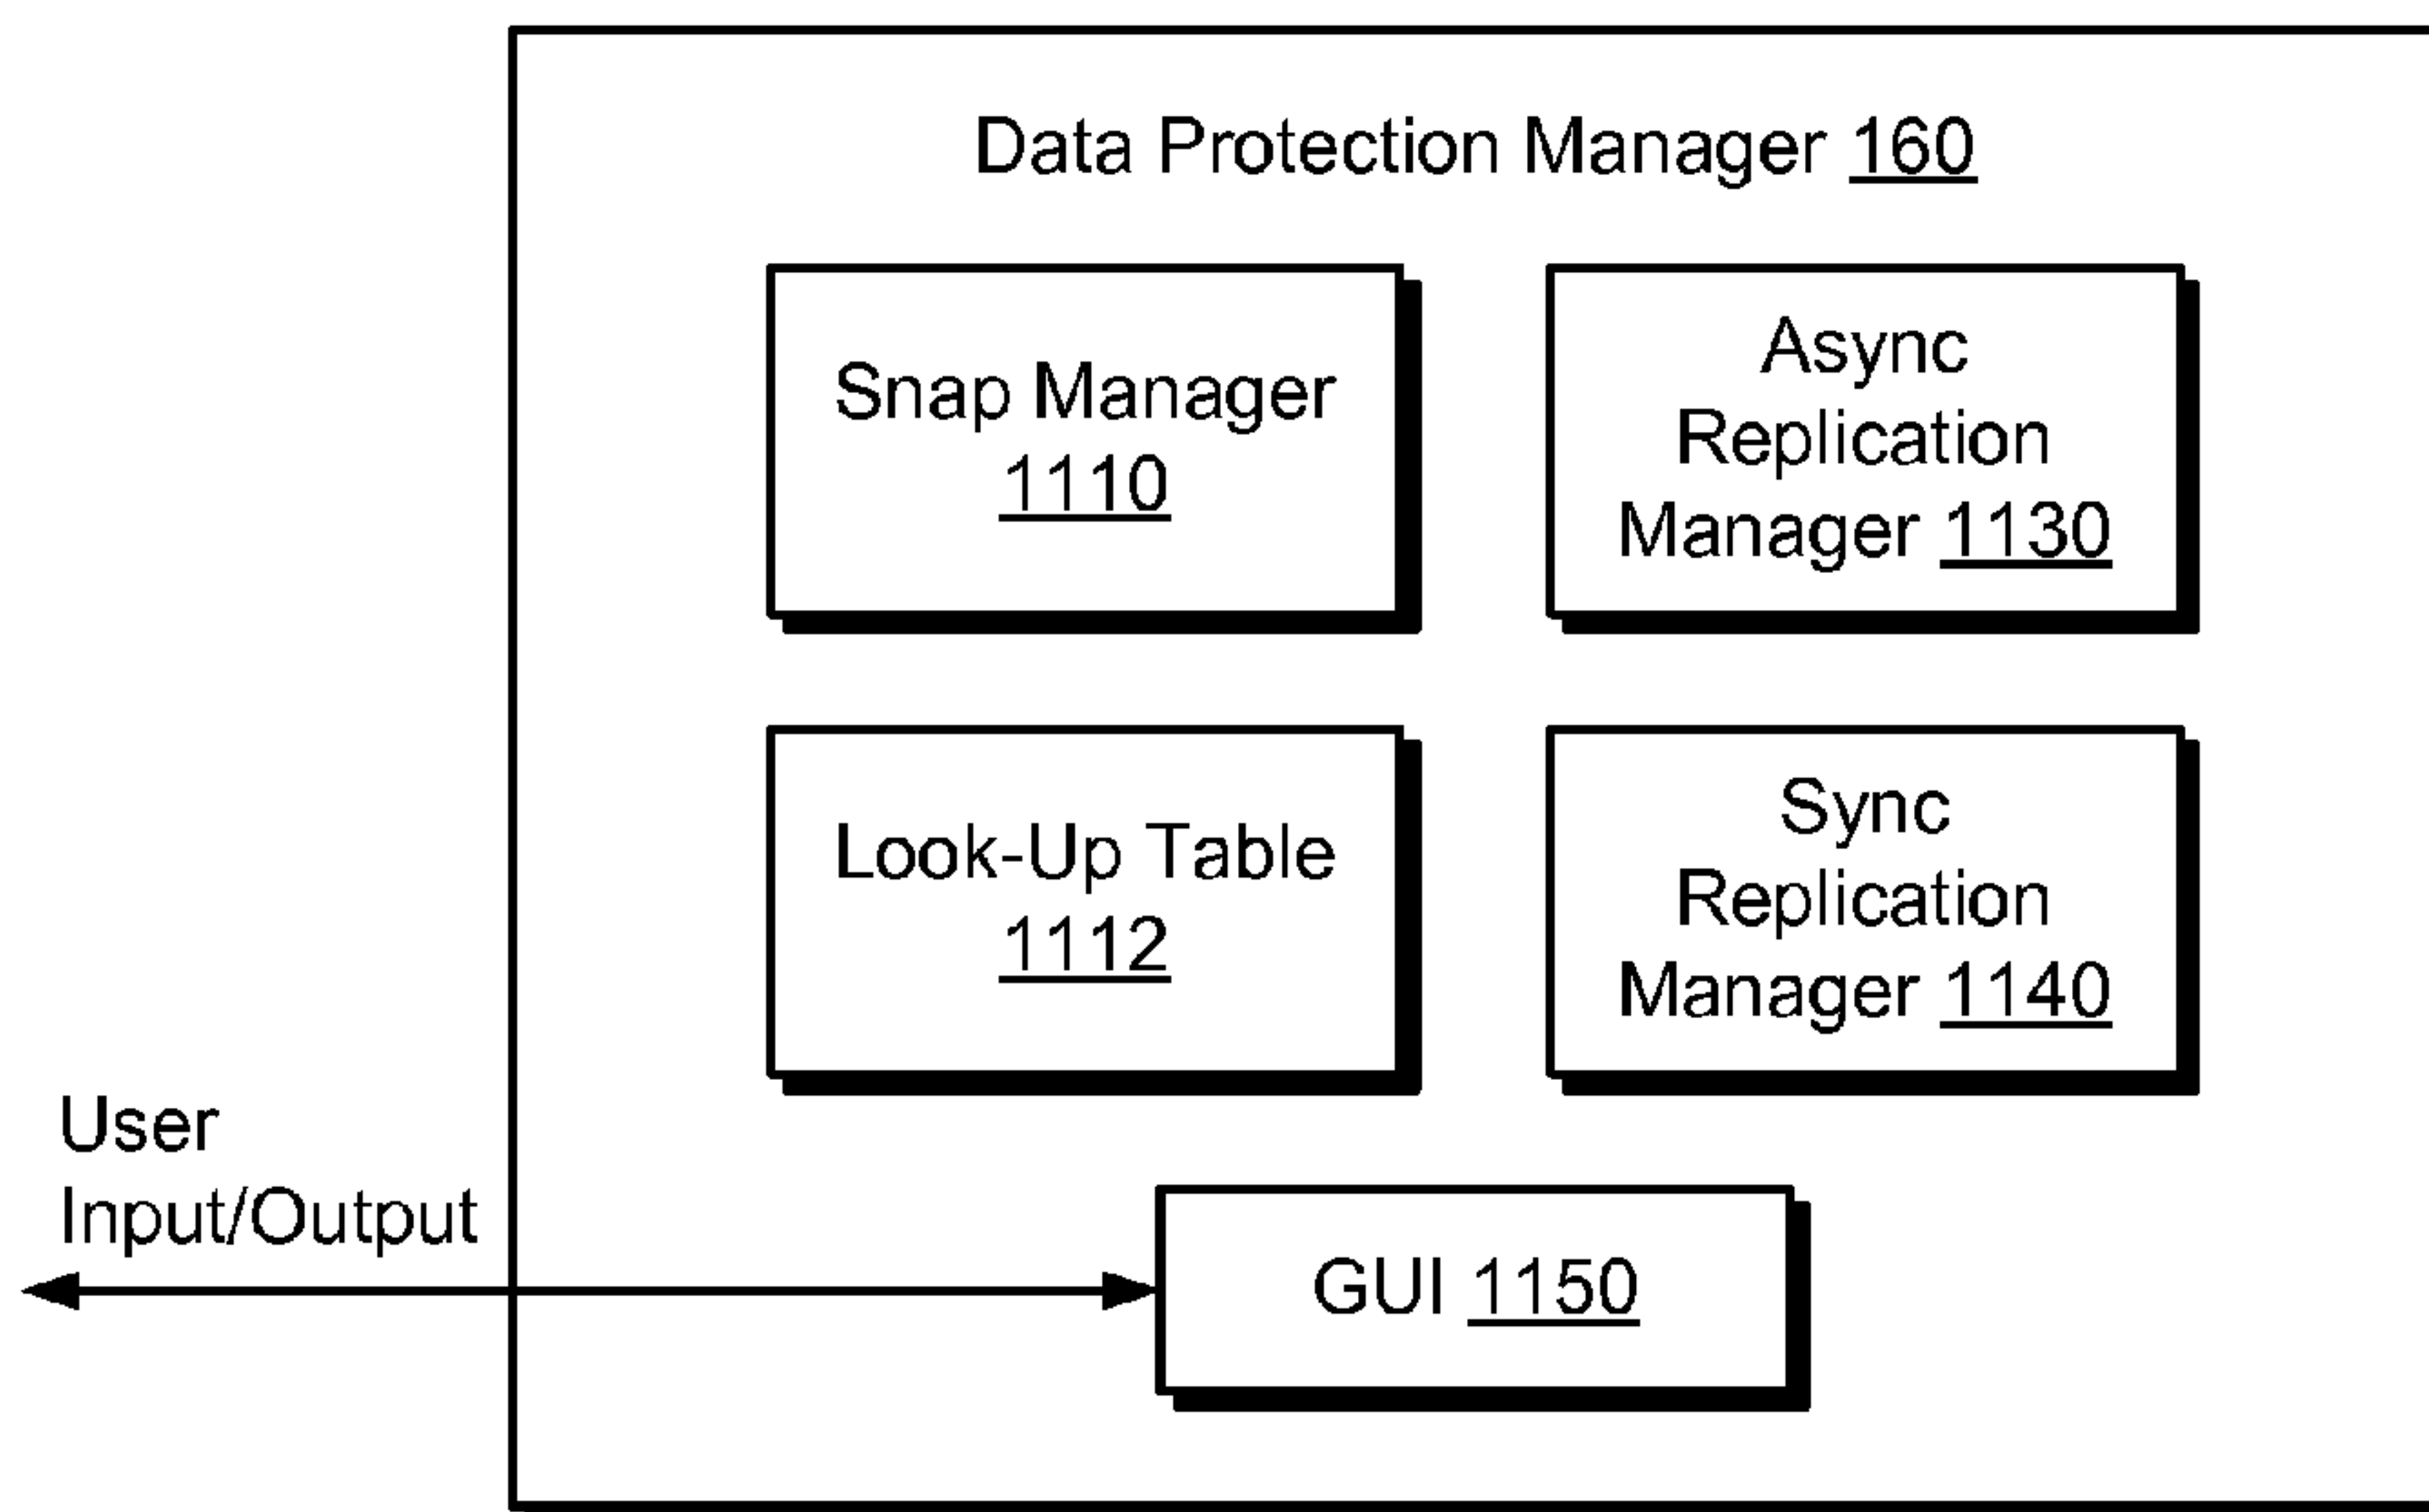 Data Protection Manager 160
Snap Manager
1110
Async
Replication
Manager 1130
Look-Up Table
1112
Sync
Replication
Manager 1140
User
Input/Output
GUI 1150